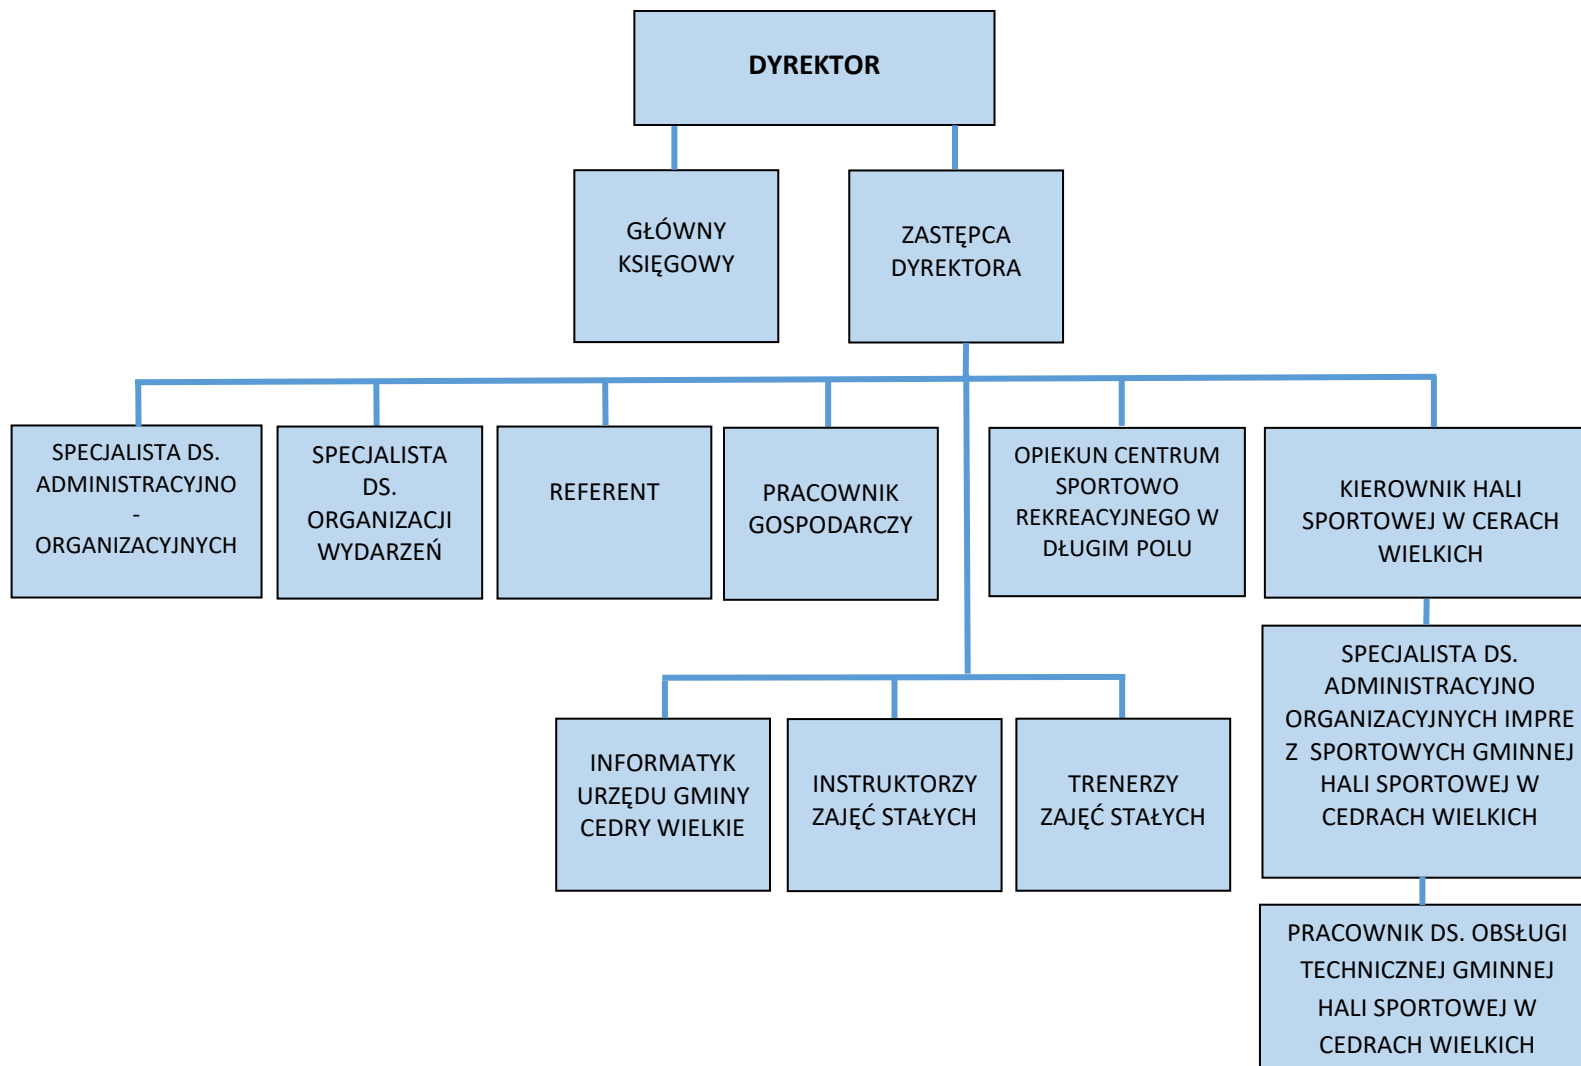 DYREKTOR
GŁÓWNY
KSIĘGOWY
ZASTĘPCA
DYREKTORA
SPECJALISTA DS.
ADMINISTRACYJNO
-
ORGANIZACYJNYCH
SPECJALISTA
DS.
ORGANIZACJI
WYDARZEŃ
REFERENT
PRACOWNIK
GOSPODARCZY
OPIEKUN CENTRUM
SPORTOWO
REKREACYJNEGO W
DŁUGIM POLU
KIEROWNIK HALI
SPORTOWEJ W CERACH
WIELKICH
INFORMATYK
URZĘDU GMINY
CEDRY WIELKIE
INSTRUKTORZY
ZAJĘĆ STAŁYCH
TRENERZY
ZAJĘĆ STAŁYCH
SPECJALISTA DS.
ADMINISTRACYJNO
ORGANIZACYJNYCH IMPRE
Z SPORTOWYCH GMINNEJ
HALI SPORTOWEJ W
CEDRACH WIELKICH
PRACOWNIK DS. OBSŁUGI
TECHNICZNEJ GMINNEJ
HALI SPORTOWEJ W
CEDRACH WIELKICH